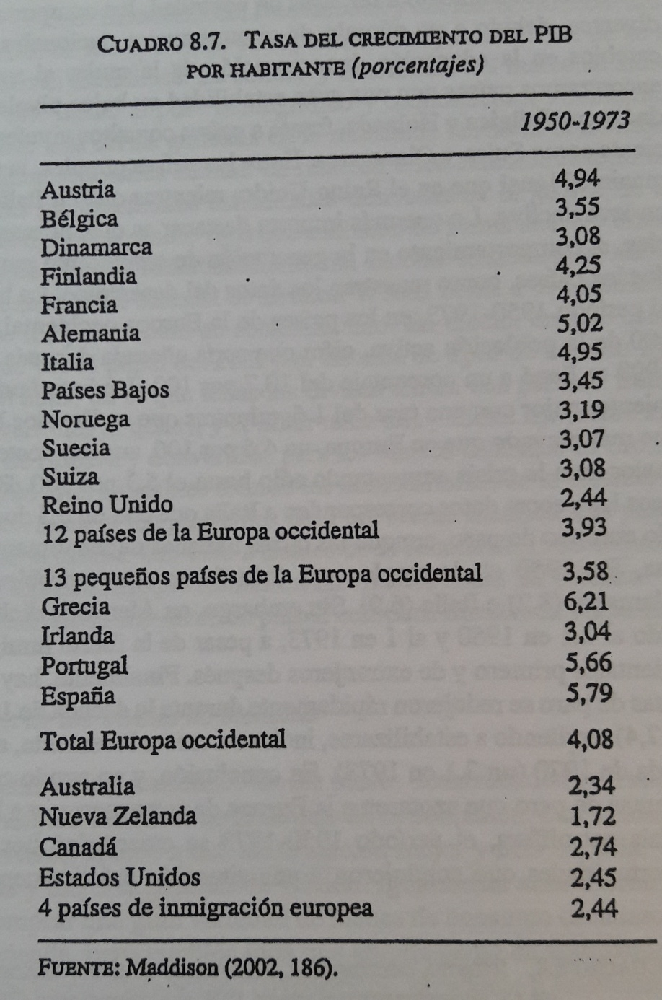 CUADRO 8.7. TASA DEL CRECIMIENTO DEL PIB
POR HABITANTE (porcentajes)
1950-1973
Austria 4,94
Bélgica 3,55
Dinamarca 3,08
Finlandia 4,25
Francia 4,05
Alemania 5,02
Italia 4,95
Países Bajos 3,45
Noruega 3,19
Suecia 3,07
Suiza 3,08
Reino Unido 2,44
12 países de la Europa occidental 3,93
13 pequeños países de la Europa occidental 3,58
Grecia 6,21
Irlanda 3,04
Portugal 5,66
España 5,79
Total Europa occidental 4,08
Australia 2,34
Nueva Zelanda 1,72
Canadá 2,74
Estados Unidos 2,45
4 países de inmigración europea 2,44
FUENTE: Maddison (2002, 186).